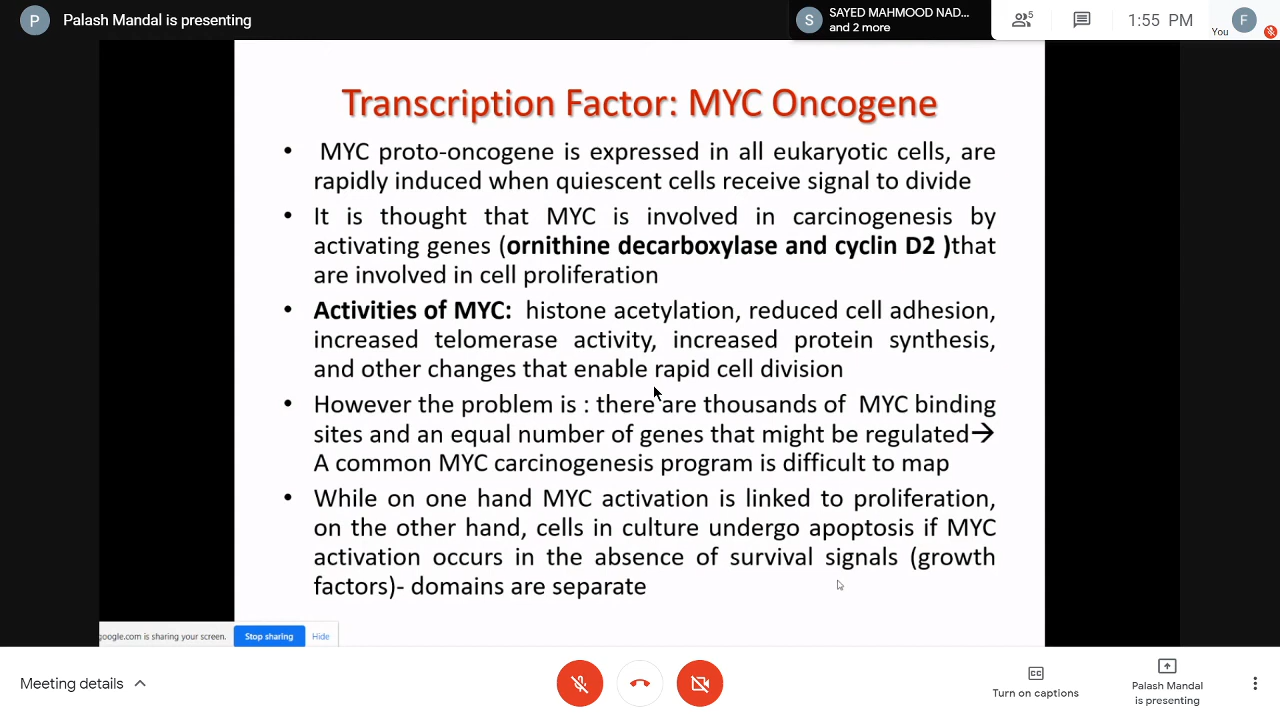 P Palash Mandal is presenting
S SAYED MAHMOOD NAD...
and 2 more
5
1:55 PM
You F
Transcription Factor: MYC Oncogene
• MYC proto-oncogene is expressed in all eukaryotic cells, are
rapidly induced when quiescent cells receive signal to divide
• It is thought that MYC is involved in carcinogenesis by
activating genes (ornithine decarboxylase and cyclin D2 )that
are involved in cell proliferation
• Activities of MYC: histone acetylation, reduced cell adhesion,
increased telomerase activity, increased protein synthesis,
and other changes that enable rapid cell division
• However the problem is : there are thousands of MYC binding
sites and an equal number of genes that might be regulated→
A common MYC carcinogenesis program is difficult to map
• While on one hand MYC activation is linked to proliferation,
on the other hand, cells in culture undergo apoptosis if MYC
activation occurs in the absence of survival signals (growth
factors)- domains are separate
google.com is sharing your screen. Stop sharing Hide
Meeting details
CC
Turn on captions
Palash Mandal
is presenting